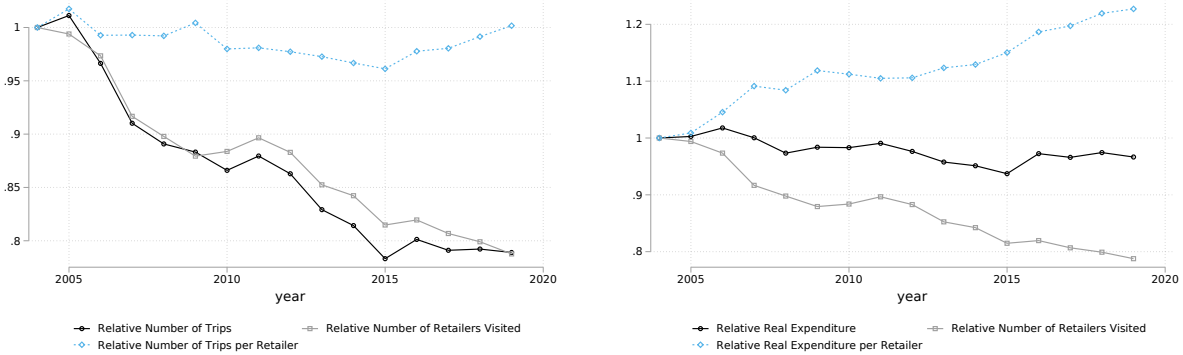 1
.95
.9
.85
.8
2005 2010 2015 2020
year
Relative Number of Trips
Relative Number of Retailers Visited
Relative Number of Trips per Retailer
1.2
1.1
1
.9
.8
2005 2010 2015 2020
year
Relative Real Expenditure
Relative Number of Retailers Visited
Relative Real Expenditure per Retailer